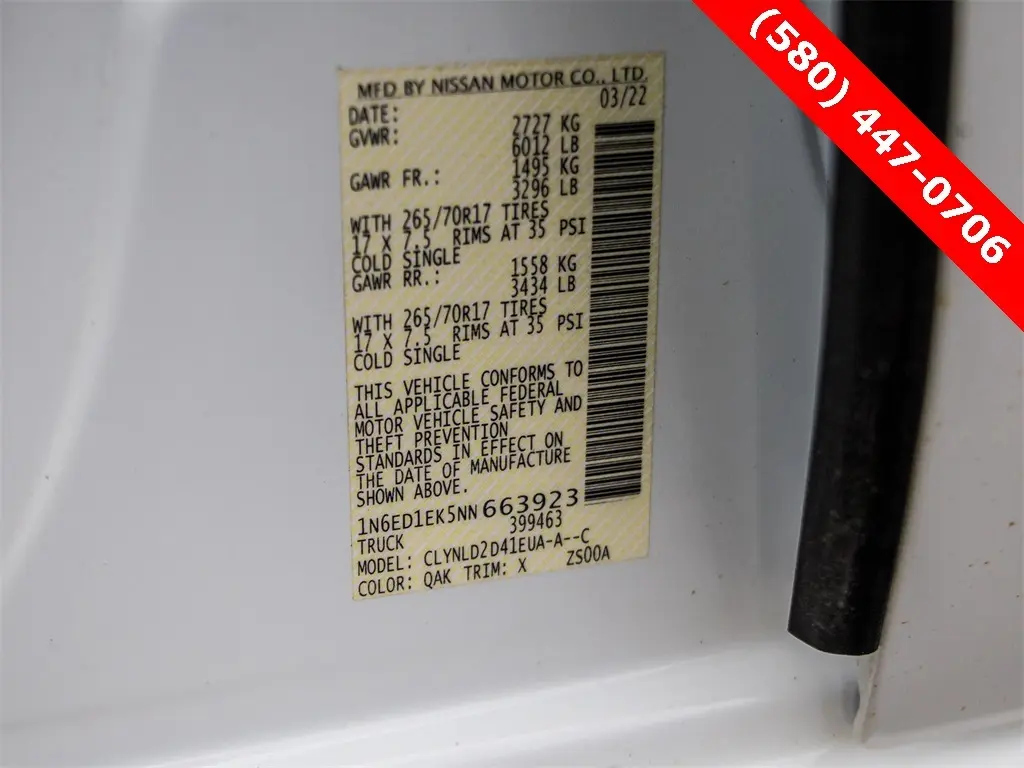 MFD BY NISSAN MOTOR CO., LTD.
DATE: 03/22
GVWR: 2727 KG
6012 LB
GAWR FR.: 1495 KG
3296 LB
WITH 265/70R17 TIRES
17 X 7.5 RIMS AT 35 PSI
COLD SINGLE
GAWR RR.: 1558 KG
3434 LB
WITH 265/70R17 TIRES
17 X 7.5 RIMS AT 35 PSI
COLD SINGLE
THIS VEHICLE CONFORMS TO
ALL APPLICABLE FEDERAL
MOTOR VEHICLE SAFETY AND
THEFT PREVENTION
STANDARDS IN EFFECT ON
THE DATE OF MANUFACTURE
SHOWN ABOVE.
1N6ED1EK5NN663923
TRUCK 399463
MODEL: CLYNLD2D41EUA-A--C
COLOR: QAK TRIM: X ZS00A
(580) 447-0706